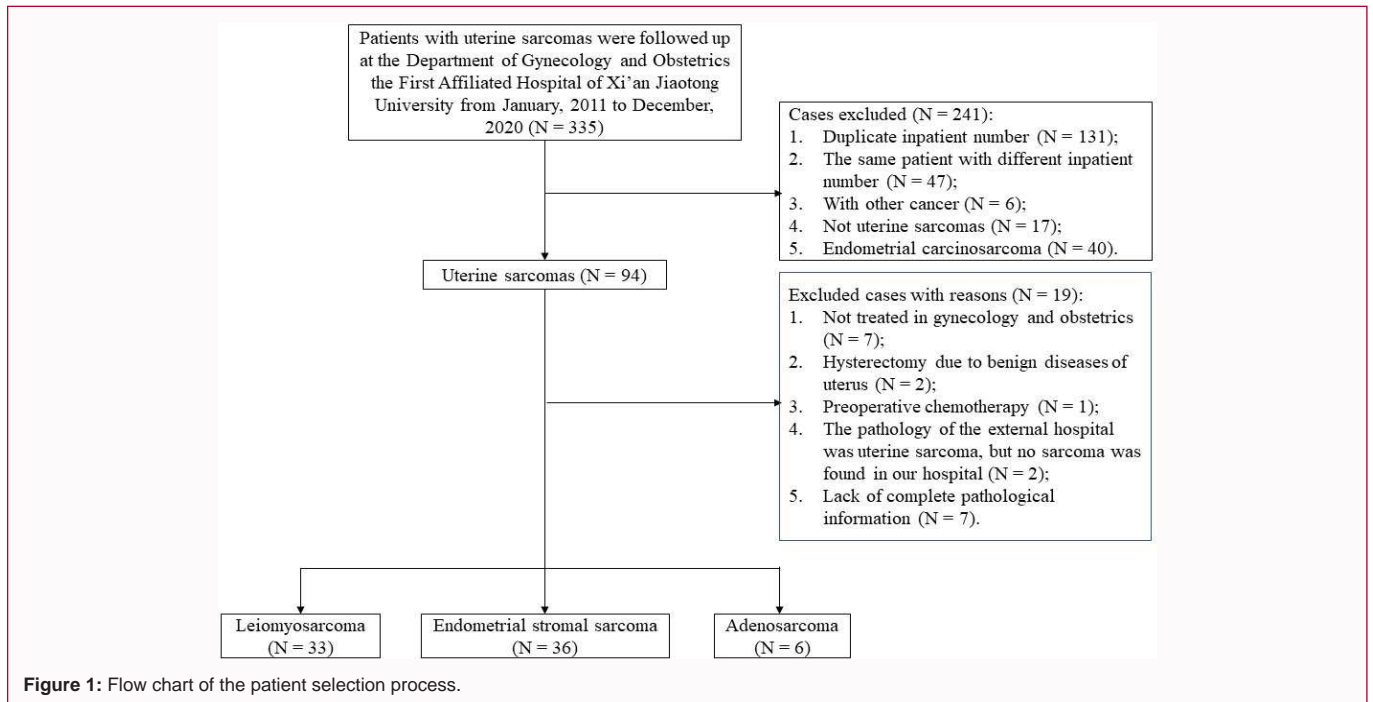 Patients with uterine sarcomas were followed up
at the Department of Gynecology and Obstetrics
the First Affiliated Hospital of Xi’an Jiaotong
University from January, 2011 to December,
2020 (N = 335)
Cases excluded (N = 241):
1. Duplicate inpatient number (N = 131);
2. The same patient with different inpatient
number (N = 47);
3. With other cancer (N = 6);
4. Not uterine sarcomas (N = 17);
5. Endometrial carcinosarcoma (N = 40).
Uterine sarcomas (N = 94)
Excluded cases with reasons (N = 19):
1. Not treated in gynecology and obstetrics
(N = 7);
2. Hysterectomy due to benign diseases of
uterus (N = 2);
3. Preoperative chemotherapy (N = 1);
4. The pathology of the external hospital
was uterine sarcoma, but no sarcoma was
found in our hospital (N = 2);
5. Lack of complete pathological
information (N = 7).
Leiomyosarcoma
(N = 33)
Endometrial stromal sarcoma
(N = 36)
Adenosarcoma
(N = 6)
Figure 1: Flow chart of the patient selection process.